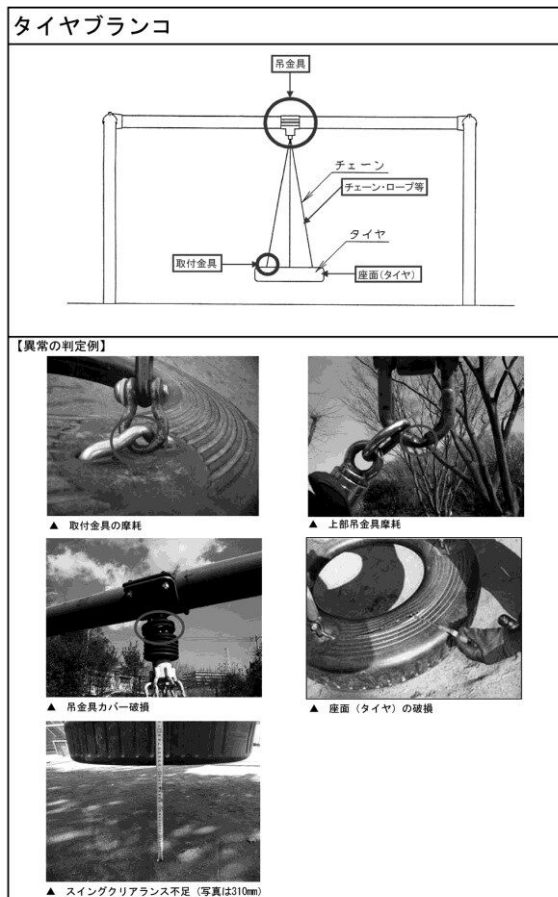 タイヤブランコ
吊金具
チェーン
チェーン・ロープ等
タイヤ
取付金具
座面(タイヤ)
【異常の判定例】
▲ 取付金具の摩耗
▲ 上部吊金具摩耗
▲ 吊金具カバー破損
▲ 座面（タイヤ）の破損
▲ スイングクリアランス不足（写真は310mm）